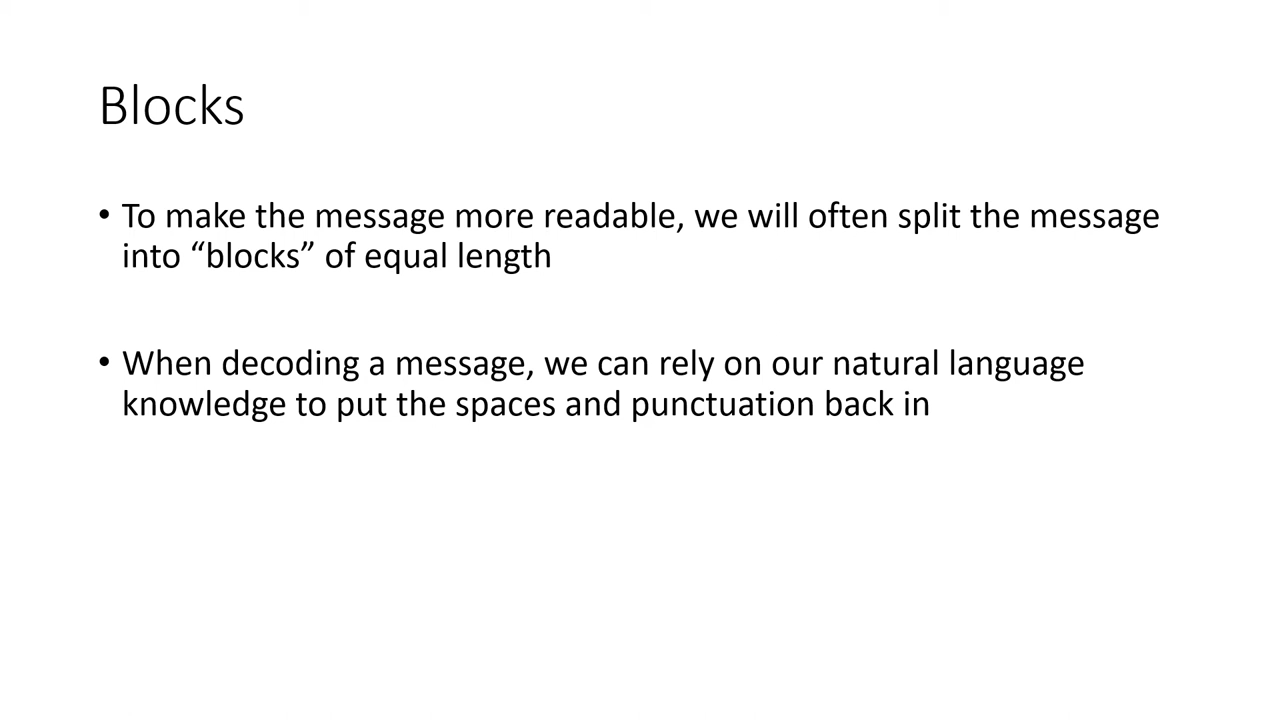 Blocks
• To make the message more readable, we will often split the message
into “blocks” of equal length
• When decoding a message, we can rely on our natural language
knowledge to put the spaces and punctuation back in